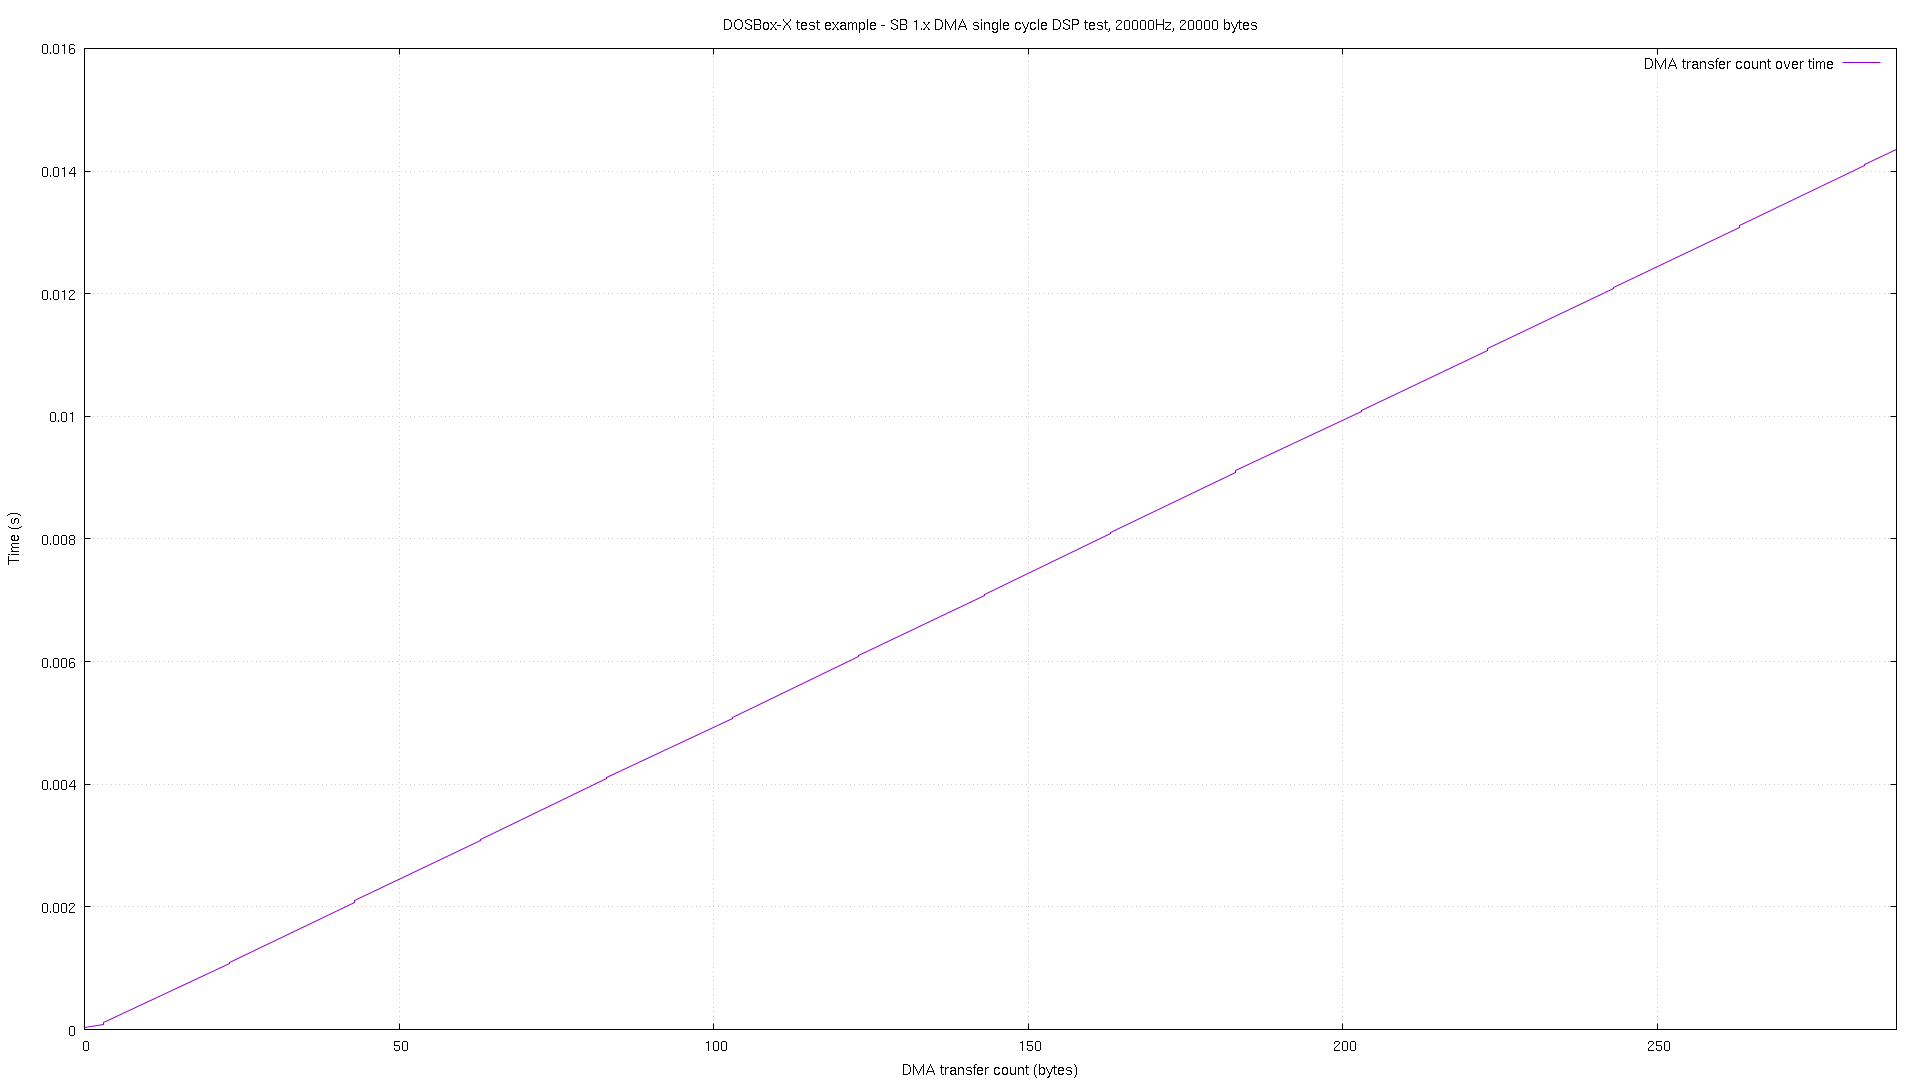 DOSBox-X test example - SB 1.x DMA single cycle DSP test, 20000Hz, 20000 bytes
DMA transfer count over time
0.016
0.014
0.012
0.01
0.008
0.006
0.004
0.002
0
Time (s)
0 50 100 150 200 250
DMA transfer count (bytes)